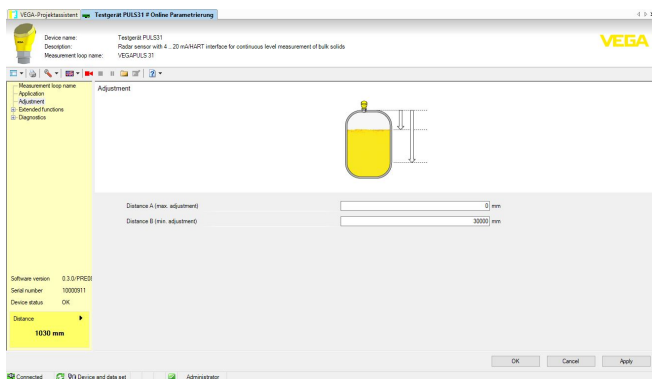 VEGA-Projektassistent
Testgerät PULS31 # Online Parametrierung
Device name: Testgerät PULS31
Description: Radar sensor with 4 ... 20 mA/HART interface for continuous level measurement of bulk solids
Measurement loop name: VEGAPULS 31
VEGA
Measurement loop name
Application
Adjustment
Extended functions
Diagnostics
Adjustment
Distance A (max. adjustment) 0 mm
Distance B (min. adjustment) 30000 mm
Software version 0.3.0/PRE0
Serial number 10000911
Device status OK
Distance
1030 mm
OK Cancel Apply
Connected Device and data set Administrator